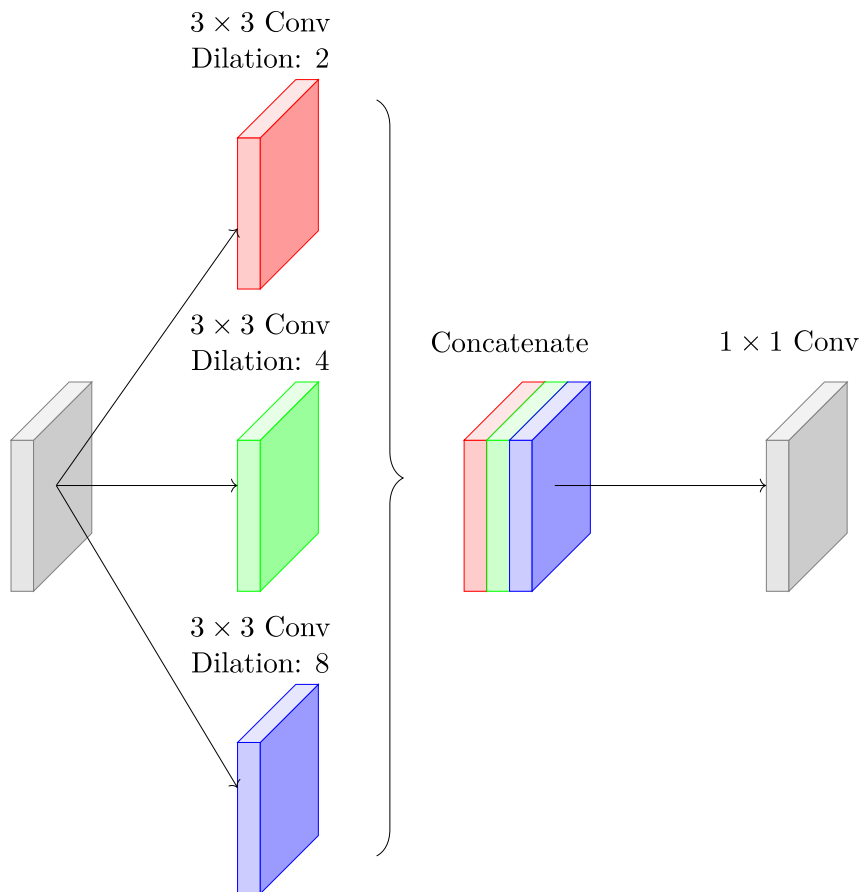 3 × 3 Conv
Dilation: 2
3 × 3 Conv
Dilation: 4
Concatenate
1 × 1 Conv
3 × 3 Conv
Dilation: 8